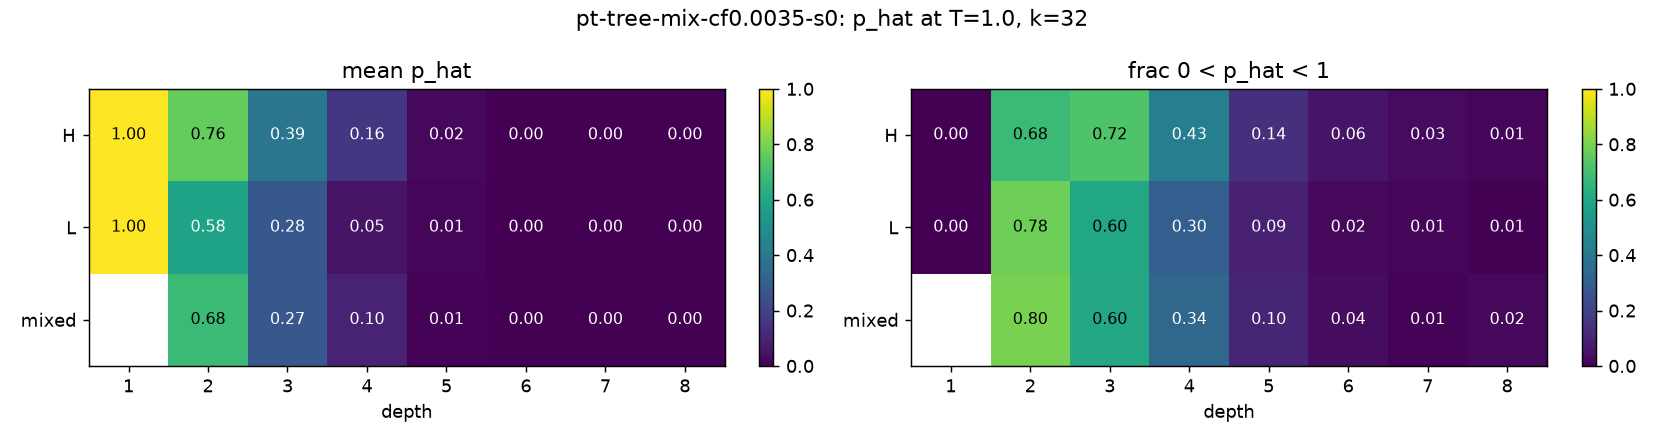 pt-tree-mix-cf0.0035-s0: p_hat at T=1.0, k=32
mean p_hat
H 1.00 0.76 0.39 0.16 0.02 0.00 0.00 0.00
L 1.00 0.58 0.28 0.05 0.01 0.00 0.00 0.00
mixed 0.68 0.27 0.10 0.01 0.00 0.00 0.00
1 2 3 4 5 6 7 8
depth
1.0
0.8
0.6
0.4
0.2
0.0
frac 0 < p_hat < 1
H 0.00 0.68 0.72 0.43 0.14 0.06 0.03 0.01
L 0.00 0.78 0.60 0.30 0.09 0.02 0.01 0.01
mixed 0.80 0.60 0.34 0.10 0.04 0.01 0.02
1 2 3 4 5 6 7 8
depth
1.0
0.8
0.6
0.4
0.2
0.0